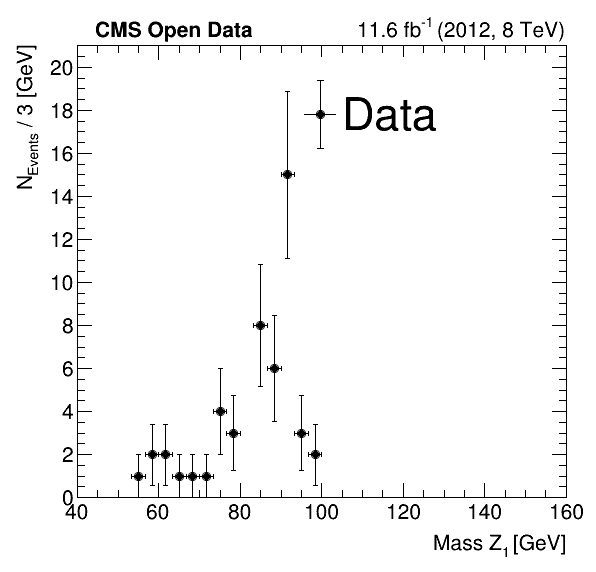 CMS Open Data 11.6 fb⁻¹ (2012, 8 TeV)
N_Events / 3 [GeV]
20
18
16
14
12
10
8
6
4
2
0
Data
40 60 80 100 120 140 160
Mass Z₁ [GeV]